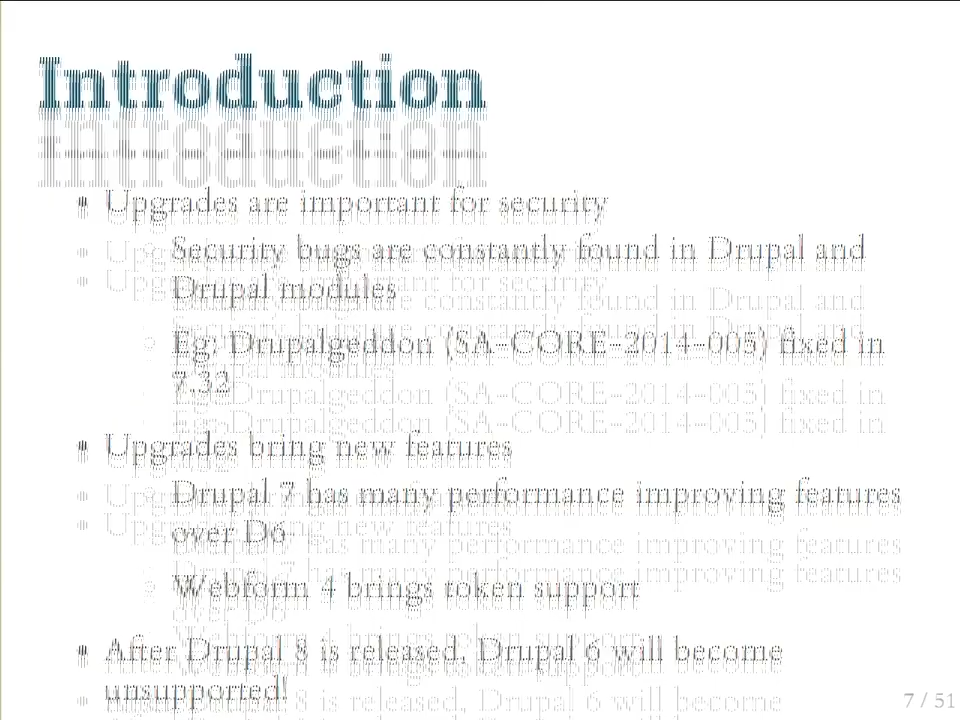 Introduction
• Upgrades are important for security
◦ Security bugs are constantly found in Drupal and
Drupal modules
◦ Eg: Drupalgeddon (SA-CORE-2014-005) fixed in
7.32
• Upgrades bring new features
◦ Drupal 7 has many performance improving features
over D6
◦ Webform 4 brings token support
• After Drupal 8 is released, Drupal 6 will become
unsupported!
7 / 51